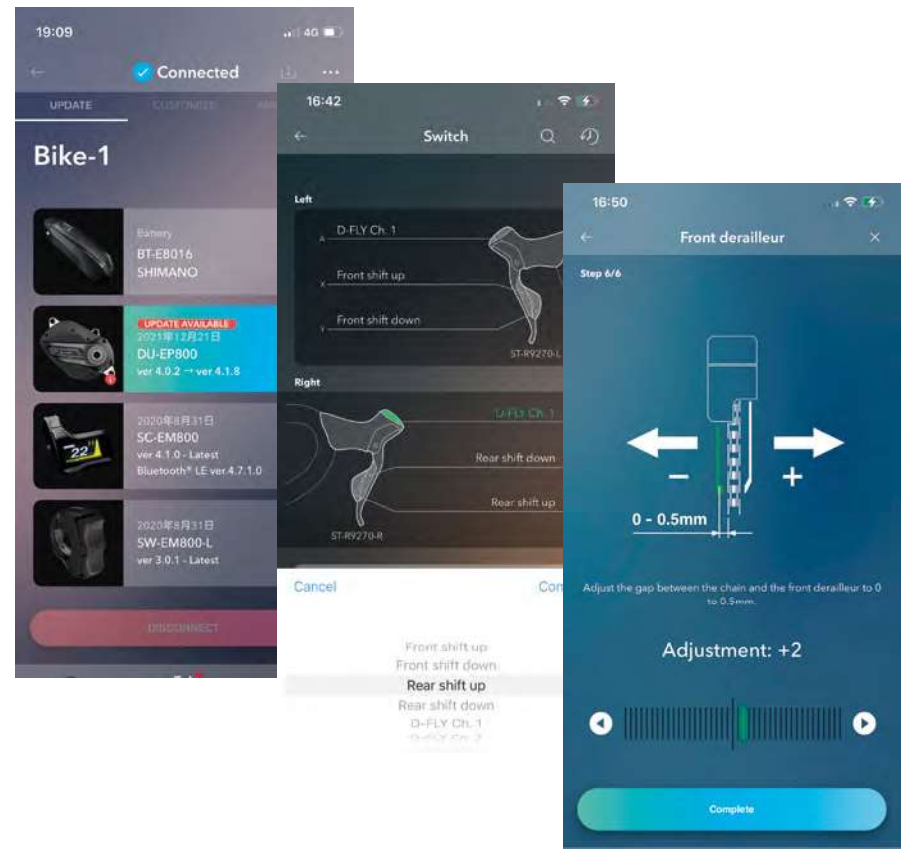 19:09
4G
Connected
UPDATE
CUSTOMIZE
Bike-1
Battery
BT-E8016
SHIMANO
UPDATE AVAILABLE
2021年12月21日
DU-EP800
ver 4.0.2 → ver 4.1.8
2020年8月31日
SC-EM800
ver 4.1.0 - Latest
Bluetooth® LE ver.4.7.1.0
22
2020年8月31日
SW-EM800-L
ver 3.0.1 - Latest
DISCONNECT
16:42
Switch
Left
A D-FLY Ch. 1
X Front shift up
Y Front shift down
ST-R9270-L
Right
D-FLY Ch. 1
Rear shift down
Rear shift up
ST-R9270-R
Cancel
Front shift up
Front shift down
Rear shift up
Rear shift down
D-FLY Ch. 1
D-FLY Ch. 2
16:50
Front derailleur
Step 6/6
− +
0 - 0.5mm
Adjust the gap between the chain and the front derailleur to 0
to 0.5mm.
Adjustment: +2
Complete